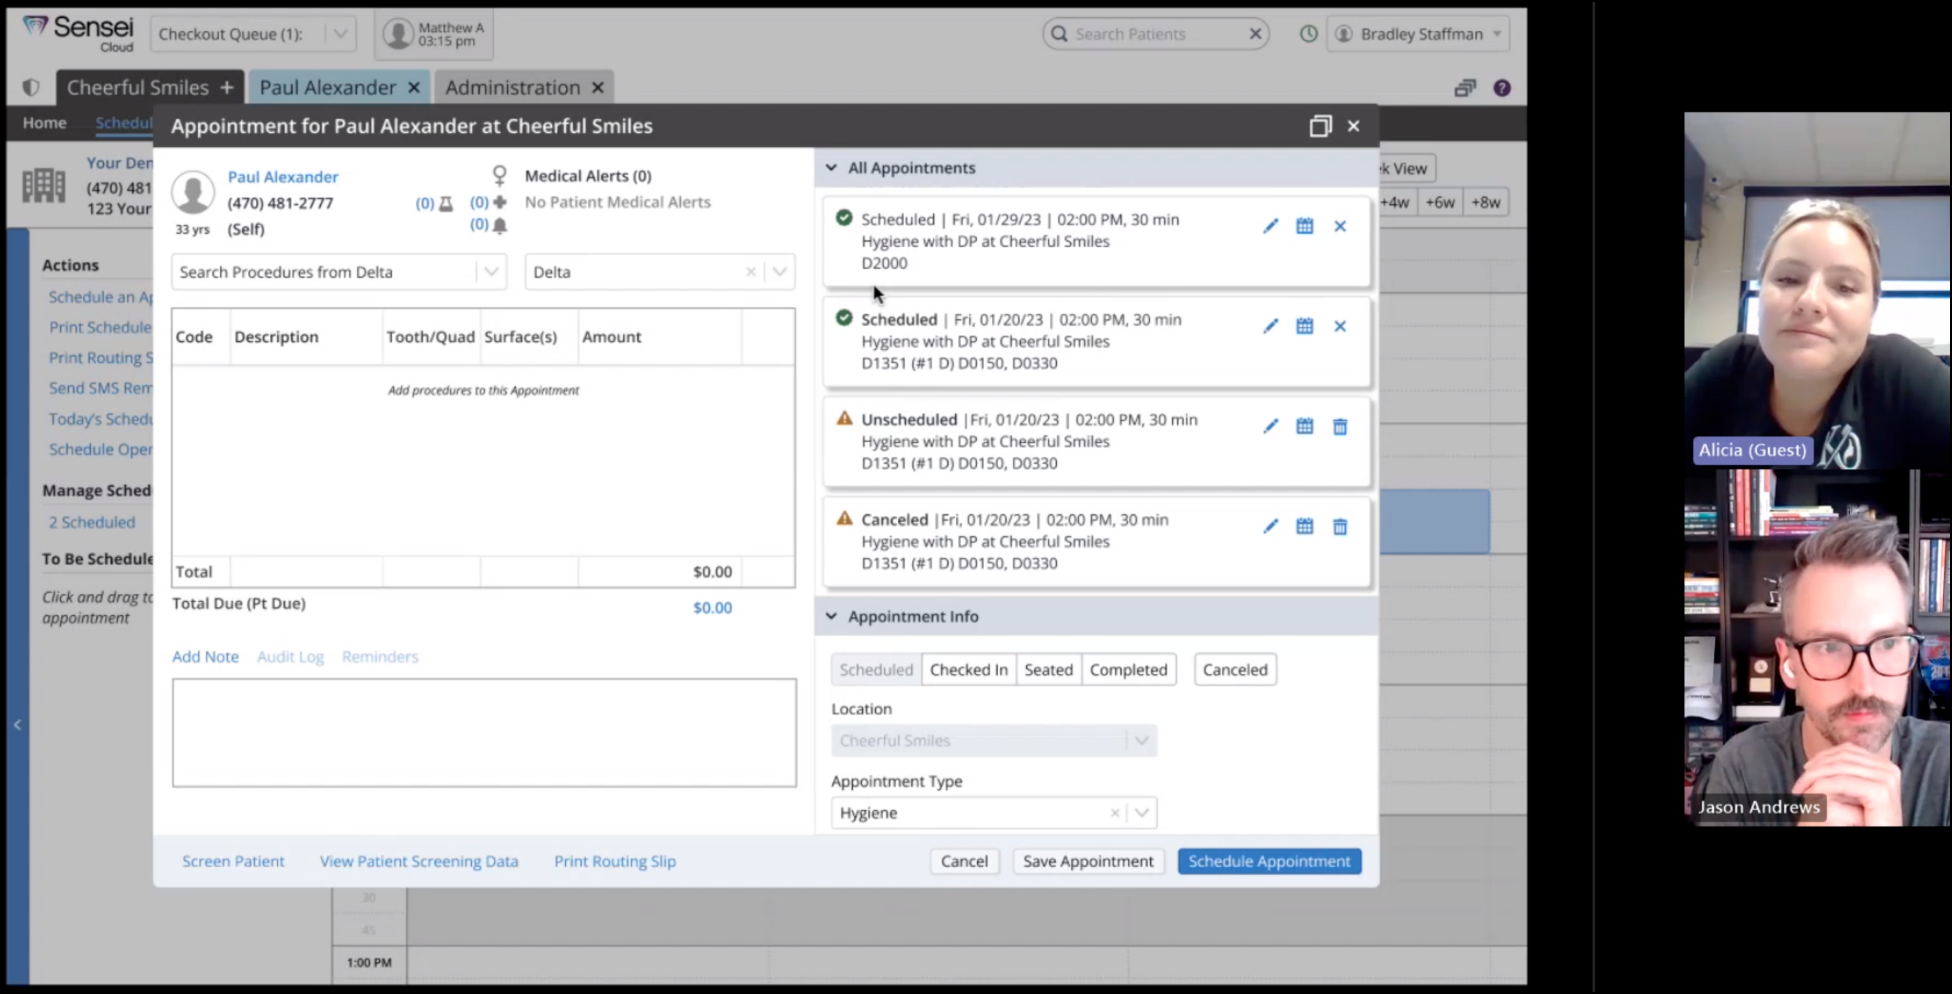 Sensei
Cloud
Checkout Queue (1):
Matthew A
03:15 pm
Search Patients
Bradley Staffman
Cheerful Smiles +
Paul Alexander
Administration
Home
Schedul
Appointment for Paul Alexander at Cheerful Smiles
Your Den
(470) 481
123 Your
k View
+4w
+6w
+8w
Actions
Schedule an Ap
Print Schedule
Print Routing S
Send SMS Rem
Today's Schedu
Schedule Oper
Manage Sched
2 Scheduled
To Be Schedule
Click and drag to
appointment
Paul Alexander
(470) 481-2777
33 yrs (Self)
(0)
(0)
(0)
Medical Alerts (0)
No Patient Medical Alerts
Search Procedures from Delta
Delta
Code Description Tooth/Quad Surface(s) Amount
Add procedures to this Appointment
Total $0.00
Total Due (Pt Due) $0.00
Add Note Audit Log Reminders
All Appointments
Scheduled | Fri, 01/29/23 | 02:00 PM, 30 min
Hygiene with DP at Cheerful Smiles
D2000
Scheduled | Fri, 01/20/23 | 02:00 PM, 30 min
Hygiene with DP at Cheerful Smiles
D1351 (#1 D) D0150, D0330
Unscheduled |Fri, 01/20/23 | 02:00 PM, 30 min
Hygiene with DP at Cheerful Smiles
D1351 (#1 D) D0150, D0330
Canceled |Fri, 01/20/23 | 02:00 PM, 30 min
Hygiene with DP at Cheerful Smiles
D1351 (#1 D) D0150, D0330
Appointment Info
Scheduled Checked In Seated Completed Canceled
Location
Cheerful Smiles
Appointment Type
Hygiene
Screen Patient View Patient Screening Data Print Routing Slip
Cancel Save Appointment Schedule Appointment
30
45
1:00 PM
Alicia (Guest)
Jason Andrews